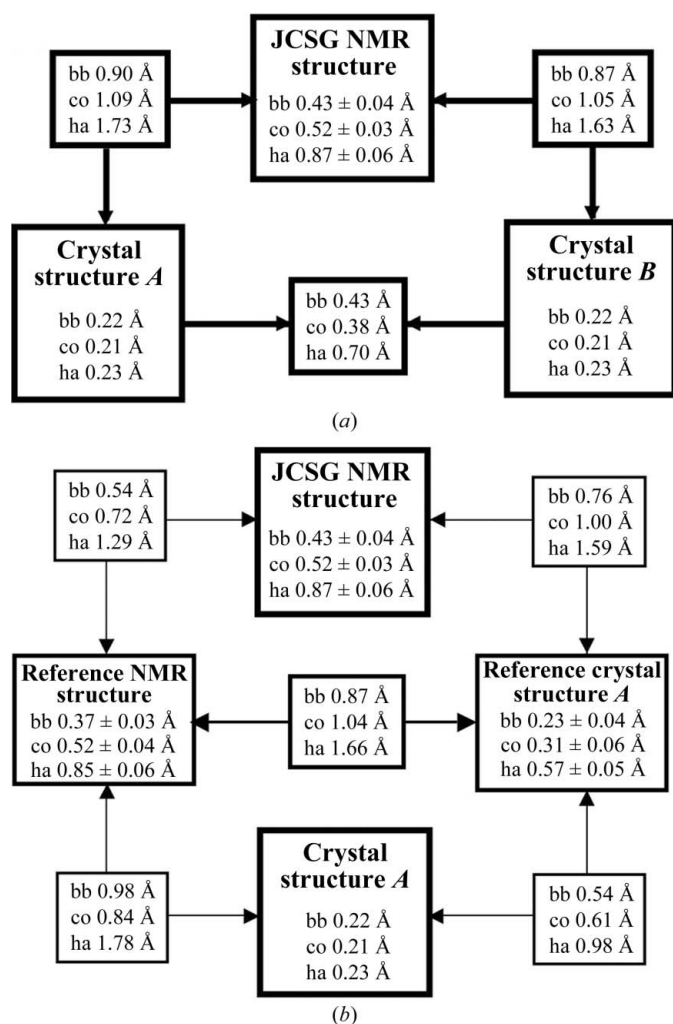 JCSG NMR
structure
bb 0.43 ± 0.04 Å
co 0.52 ± 0.03 Å
ha 0.87 ± 0.06 Å
bb 0.90 Å
co 1.09 Å
ha 1.73 Å
bb 0.87 Å
co 1.05 Å
ha 1.63 Å
Crystal
structure A
bb 0.22 Å
co 0.21 Å
ha 0.23 Å
bb 0.43 Å
co 0.38 Å
ha 0.70 Å
Crystal
structure B
bb 0.22 Å
co 0.21 Å
ha 0.23 Å
(a)
bb 0.54 Å
co 0.72 Å
ha 1.29 Å
JCSG NMR
structure
bb 0.43 ± 0.04 Å
co 0.52 ± 0.03 Å
ha 0.87 ± 0.06 Å
bb 0.76 Å
co 1.00 Å
ha 1.59 Å
Reference NMR
structure
bb 0.37 ± 0.03 Å
co 0.52 ± 0.04 Å
ha 0.85 ± 0.06 Å
bb 0.87 Å
co 1.04 Å
ha 1.66 Å
Reference crystal
structure A
bb 0.23 ± 0.04 Å
co 0.31 ± 0.06 Å
ha 0.57 ± 0.05 Å
bb 0.98 Å
co 0.84 Å
ha 1.78 Å
Crystal
structure A
bb 0.22 Å
co 0.21 Å
ha 0.23 Å
bb 0.54 Å
co 0.61 Å
ha 0.98 Å
(b)